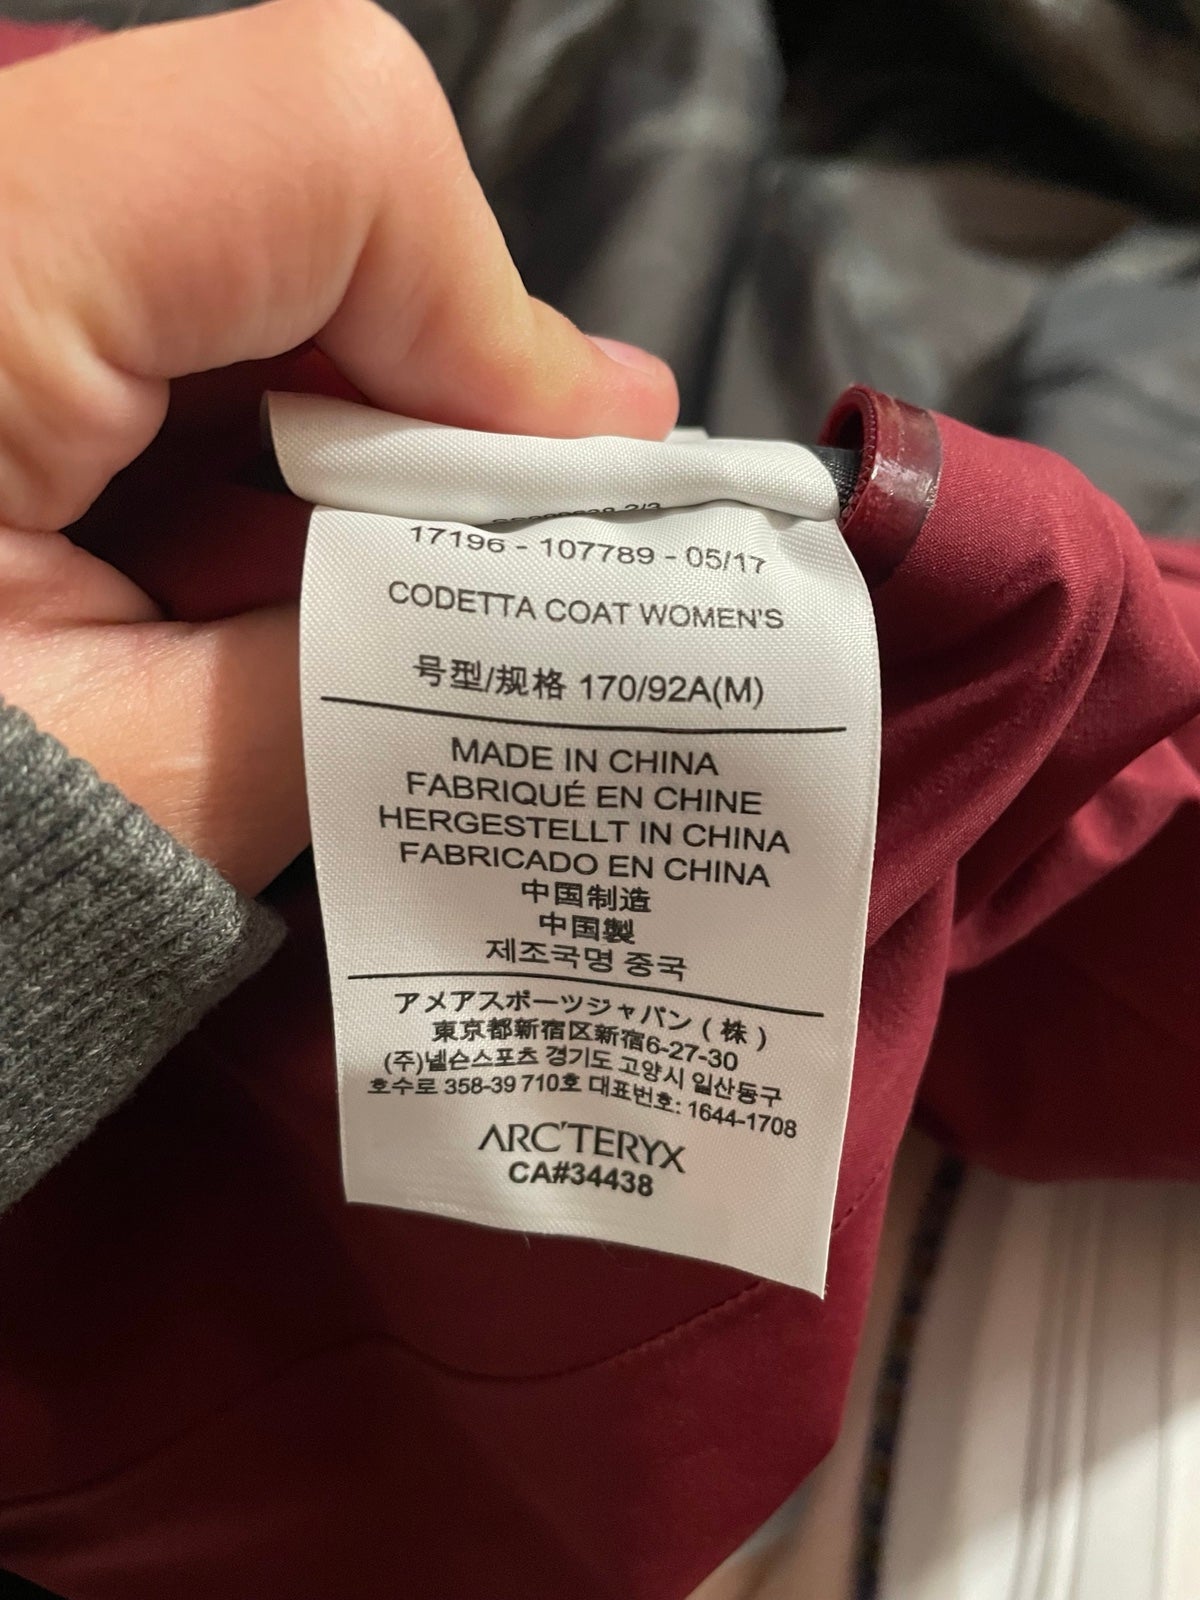 17196 - 107789 - 05/17
CODETTA COAT WOMEN'S
号型/规格 170/92A(M)
MADE IN CHINA
FABRIQUÉ EN CHINE
HERGESTELLT IN CHINA
FABRICADO EN CHINA
中国制造
中国製
제조국명 중국
アメアスポーツジャパン ( 株 )
東京都新宿区新宿6-27-30
(주)넬슨스포츠 경기도 고양시 일산동구
호수로 358-39 710호 대표번호: 1644-1708
ARC'TERYX
CA#34438